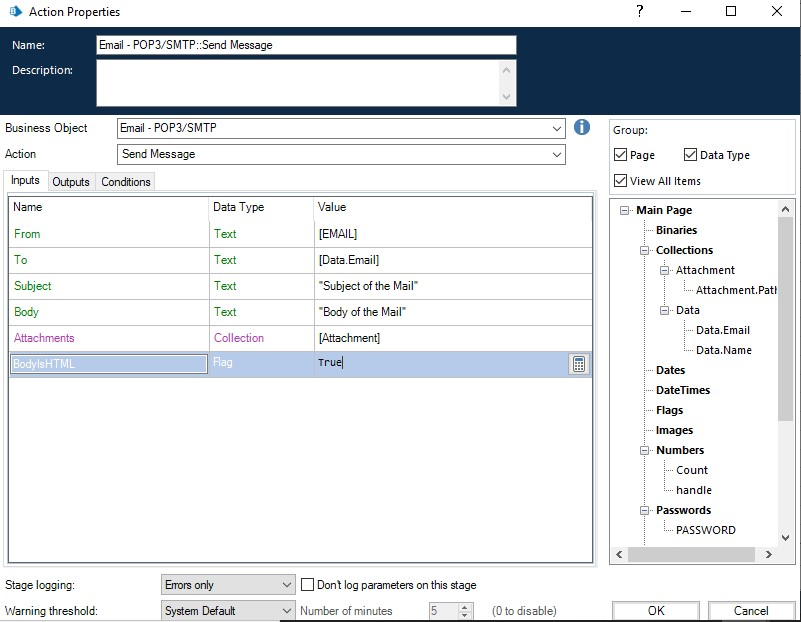 Action Properties
?
Name:
Email - POP3/SMTP::Send Message
Description:
Business Object
Email - POP3/SMTP
i
Action
Send Message
Inputs
Outputs
Conditions
Name
Data Type
Value
From
Text
[EMAIL]
To
Text
[Data.Email]
Subject
Text
"Subject of the Mail"
Body
Text
"Body of the Mail"
Attachments
Collection
[Attachment]
BodyIsHTML
Flag
True
Group:
Page
Data Type
View All Items
Main Page
Binaries
Collections
Attachment
Attachment.Path
Data
Data.Email
Data.Name
Dates
DateTimes
Flags
Images
Numbers
Count
handle
Passwords
PASSWORD
Stage logging:
Errors only
Don't log parameters on this stage
Warning threshold:
System Default
Number of minutes
5
(0 to disable)
OK
Cancel